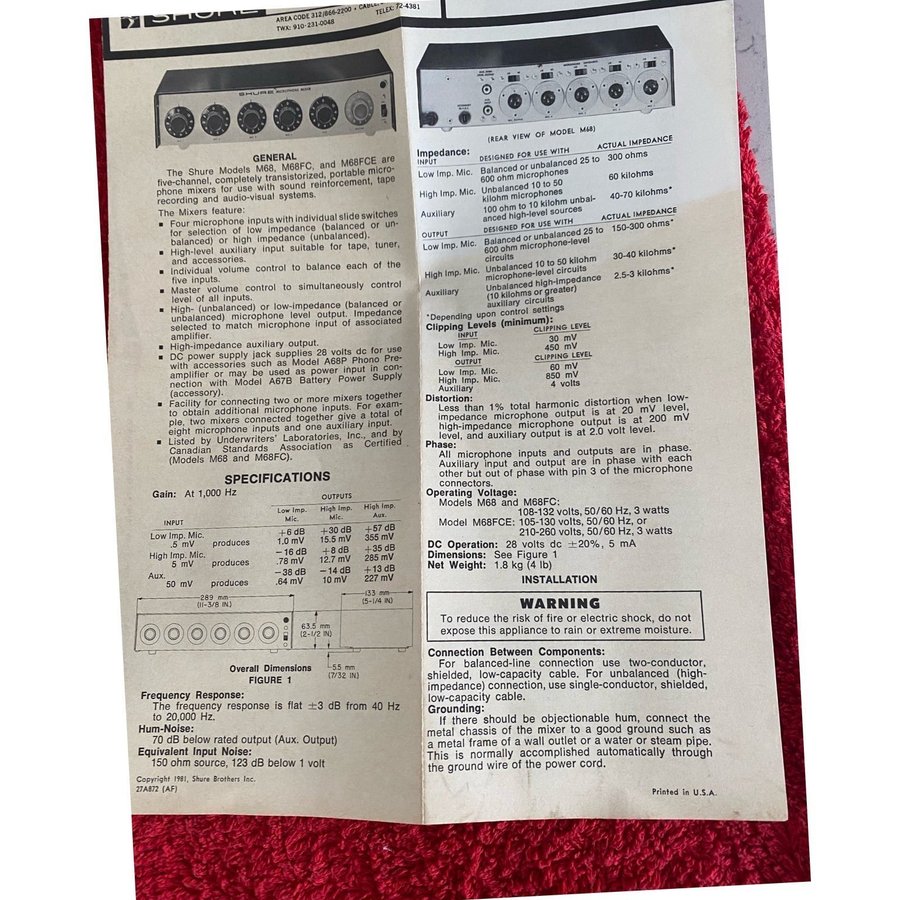 SHURE
AREA CODE 312/866-2200 • CABLE:
TELEX: 72-4381
TWX: 910-231-0048
SHURE MICROPHONE MIXER
GENERAL
The Shure Models M68, M68FC, and M68FCE are
five-channel, completely transistorized, portable micro-
phone mixers for use with sound reinforcement, tape
recording and audio-visual systems.
The Mixers feature:
▪ Four microphone inputs with individual slide switches
for selection of low impedance (balanced or un-
balanced) or high impedance (unbalanced).
▪ High-level auxiliary input suitable for tape, tuner,
and accessories.
▪ Individual volume control to balance each of the
five inputs.
▪ Master volume control to simultaneously control
level of all inputs.
▪ High- (unbalanced) or low-impedance (balanced or
unbalanced) microphone level output. Impedance
selected to match microphone input of associated
amplifier.
▪ High-impedance auxiliary output.
▪ DC power supply jack supplies 28 volts dc for use
with accessories such as Model A68P Phono Pre-
amplifier or may be used as power input in con-
nection with Model A67B Battery Power Supply
(accessory).
▪ Facility for connecting two or more mixers together
to obtain additional microphone inputs. For exam-
ple, two mixers connected together give a total of
eight microphone inputs and one auxiliary input.
▪ Listed by Underwriters' Laboratories, Inc., and by
Canadian Standards Association as Certified
(Models M68 and M68FC).
SPECIFICATIONS
Gain: At 1,000 Hz
OUTPUTS
INPUT Low Imp. Mic. High Imp. Mic. High Imp. Aux.
Low Imp. Mic. +6 dB +30 dB +57 dB
.5 mV produces 1.0 mV 15.5 mV 355 mV
High Imp. Mic. −16 dB +8 dB +35 dB
5 mV produces .78 mV 12.7 mV 285 mV
Aux. −38 dB −14 dB +13 dB
50 mV produces .64 mV 10 mV 227 mV
289 mm
(11-3/8 IN.)
133 mm
(5-1/4 IN.)
63.5 mm
(2-1/2 IN.)
5.5 mm
(7/32 IN.)
Overall Dimensions
FIGURE 1
Frequency Response:
The frequency response is flat ±3 dB from 40 Hz
to 20,000 Hz.
Hum-Noise:
70 dB below rated output (Aux. Output)
Equivalent Input Noise:
150 ohm source, 123 dB below 1 volt
Copyright 1981, Shure Brothers Inc.
27A872 (AF)
(REAR VIEW OF MODEL M68)
Impedance:
INPUT DESIGNED FOR USE WITH ACTUAL IMPEDANCE
Low Imp. Mic. Balanced or unbalanced 25 to 300 ohms
600 ohm microphones
High Imp. Mic. Unbalanced 10 to 50 60 kilohms
kilohm microphones
Auxiliary 100 ohm to 10 kilohm unbal- 40-70 kilohms*
anced high-level sources
OUTPUT DESIGNED FOR USE WITH ACTUAL IMPEDANCE
Low Imp. Mic. Balanced or unbalanced 25 to 150-300 ohms*
600 ohm microphone-level
circuits
High Imp. Mic. Unbalanced 10 to 50 kilohm 30-40 kilohms*
microphone-level circuits
Auxiliary Unbalanced high-impedance 2.5-3 kilohms*
(10 kilohms or greater)
auxiliary circuits
*Depending upon control settings
Clipping Levels (minimum):
INPUT CLIPPING LEVEL
Low Imp. Mic. 30 mV
High Imp. Mic. 450 mV
OUTPUT CLIPPING LEVEL
Low Imp. Mic. 60 mV
High Imp. Mic. 850 mV
Auxiliary 4 volts
Distortion:
Less than 1% total harmonic distortion when low-
impedance microphone output is at 20 mV level,
high-impedance microphone output is at 200 mV
level, and auxiliary output is at 2.0 volt level.
Phase:
All microphone inputs and outputs are in phase.
Auxiliary input and output are in phase with each
other but out of phase with pin 3 of the microphone
connectors.
Operating Voltage:
Models M68 and M68FC:
108-132 volts, 50/60 Hz, 3 watts
Model M68FCE: 105-130 volts, 50/60 Hz, or
210-260 volts, 50/60 Hz, 3 watts
DC Operation: 28 volts dc ±20%, 5 mA
Dimensions: See Figure 1
Net Weight: 1.8 kg (4 lb)
INSTALLATION
WARNING
To reduce the risk of fire or electric shock, do not
expose this appliance to rain or extreme moisture.
Connection Between Components:
For balanced-line connection use two-conductor,
shielded, low-capacity cable. For unbalanced (high-
impedance) connection, use single-conductor, shielded,
low-capacity cable.
Grounding:
If there should be objectionable hum, connect the
metal chassis of the mixer to a good ground such as
a metal frame of a wall outlet or a water or steam pipe.
This is normally accomplished automatically through
the ground wire of the power cord.
Printed in U.S.A.